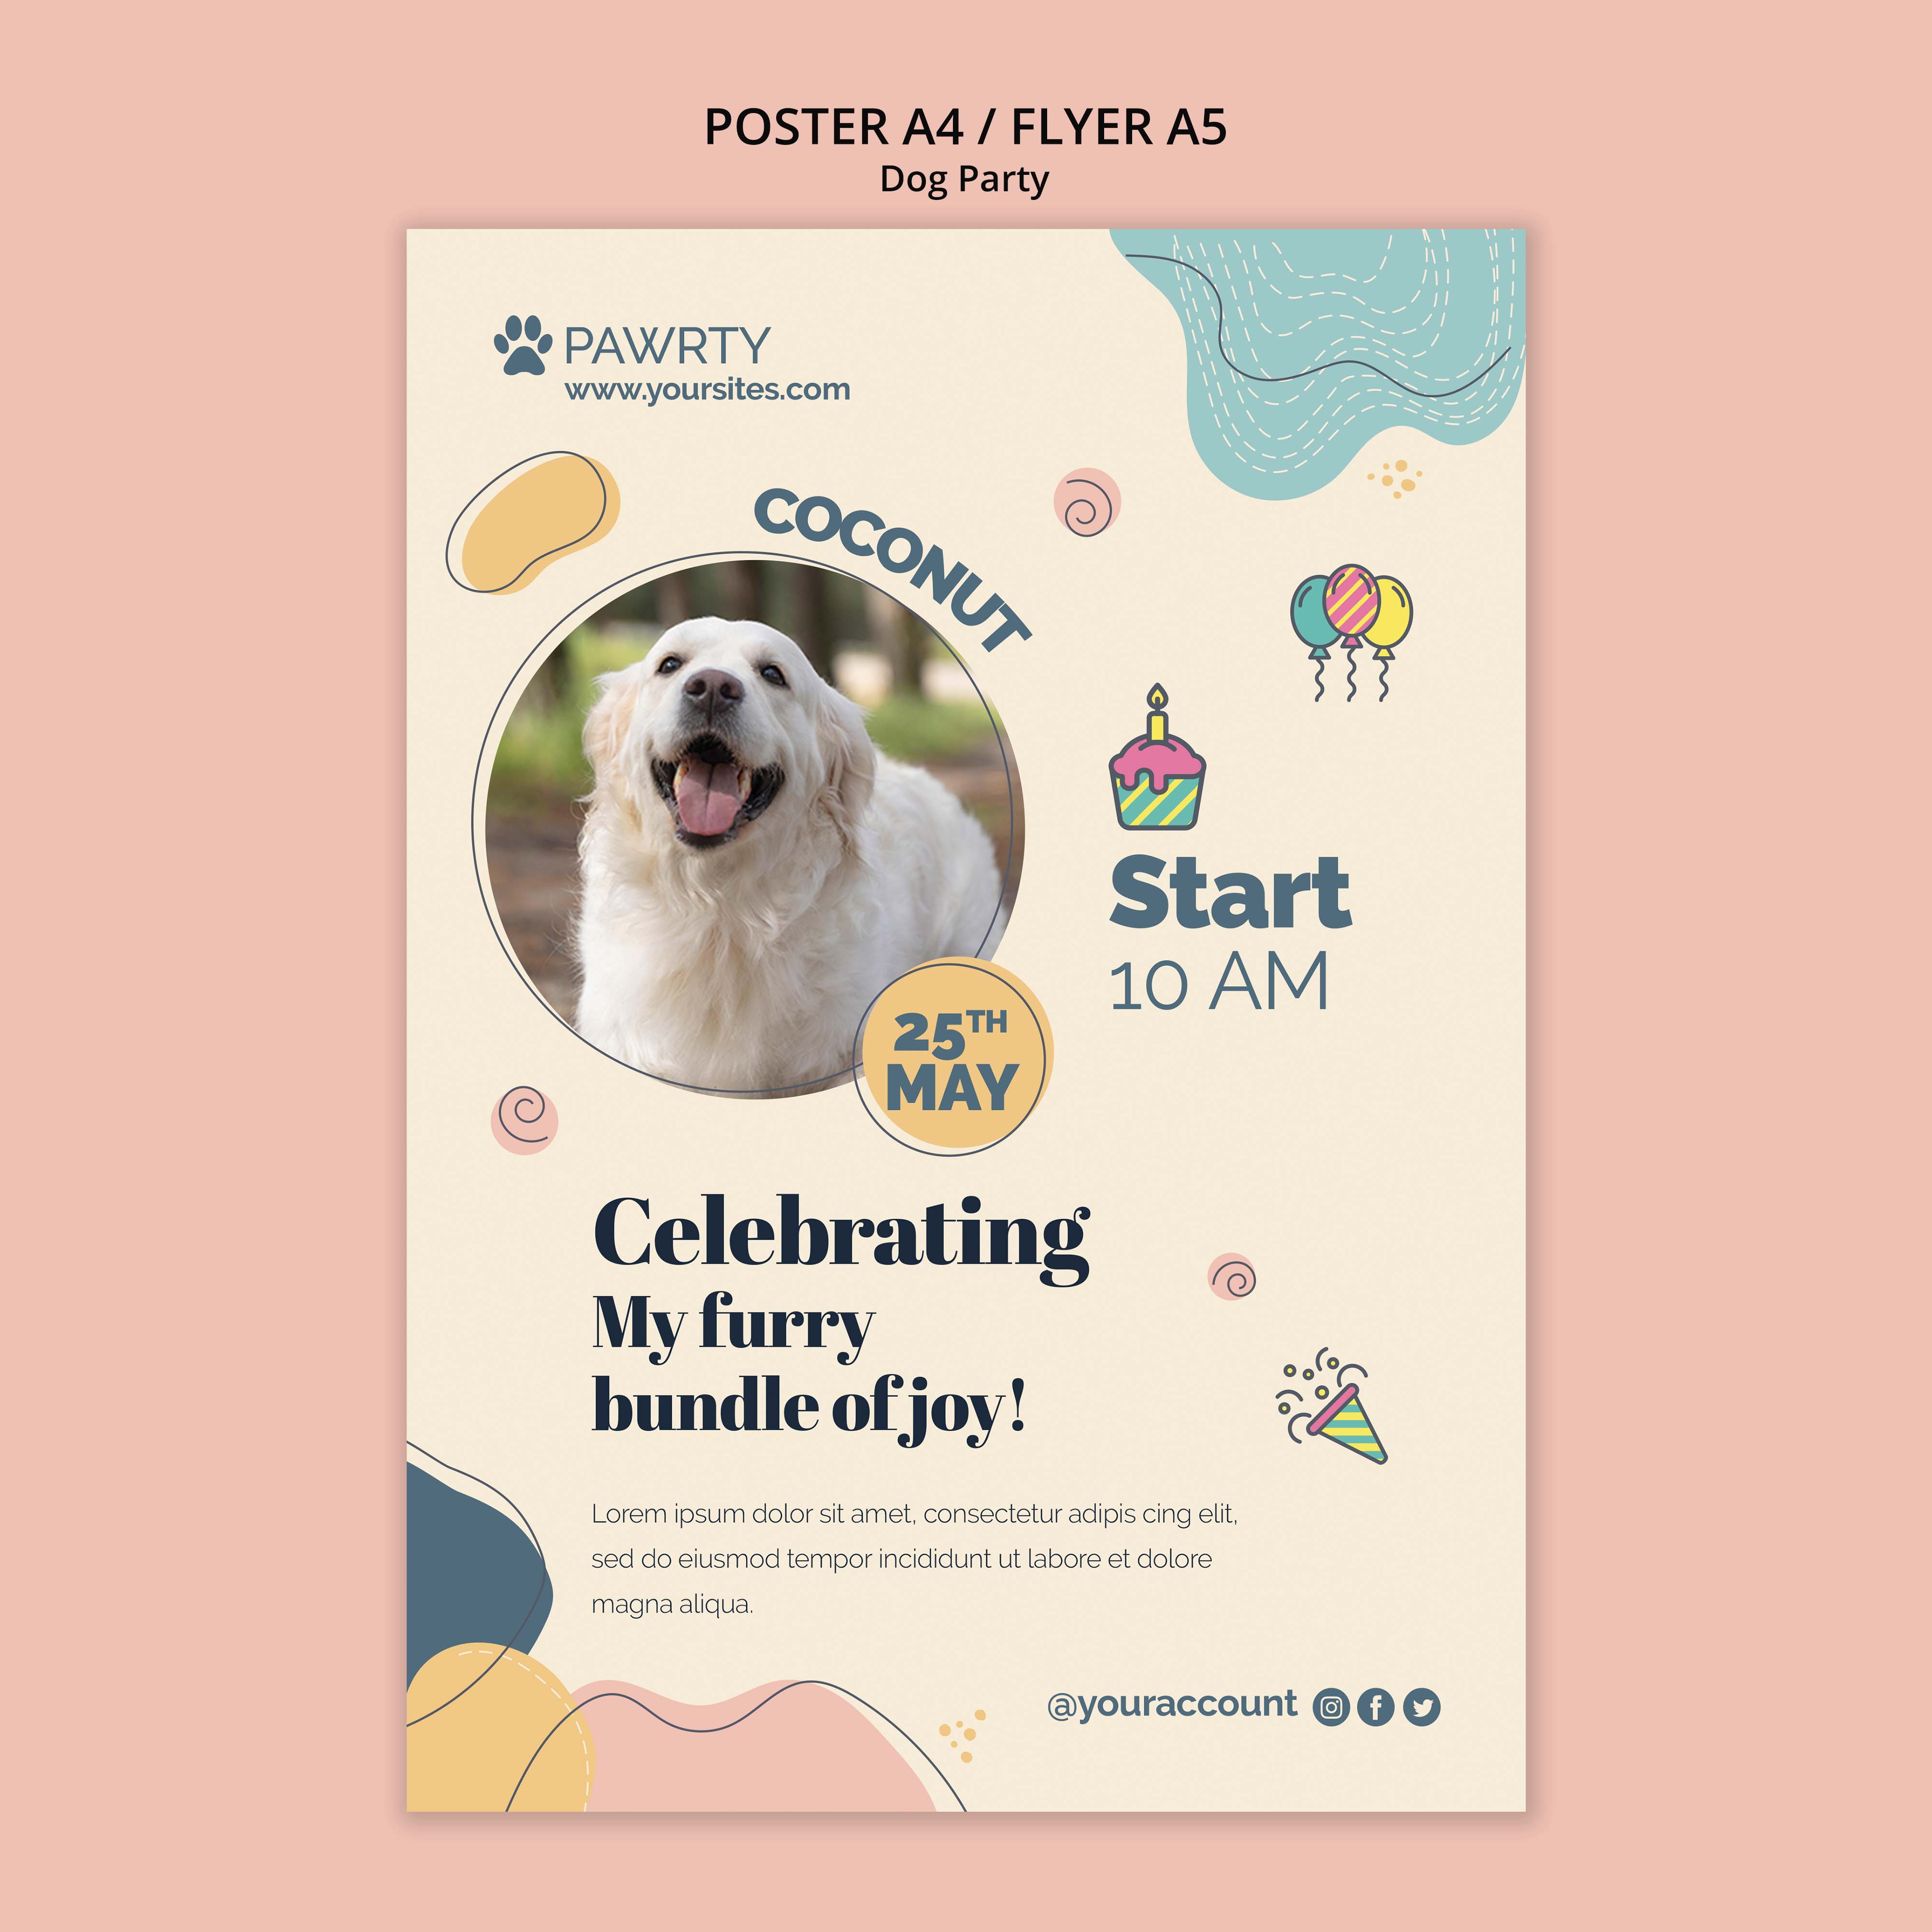 POSTER A4 / FLYER A5
Dog Party
PAWRTY
www.yoursites.com
COCONUT
Start
10 AM
25TH
MAY
Celebrating
My furry
bundle of joy!
Lorem ipsum dolor sit amet, consectetur adipis cing elit,
sed do eiusmod tempor incididunt ut labore et dolore
magna aliqua.
@youraccount